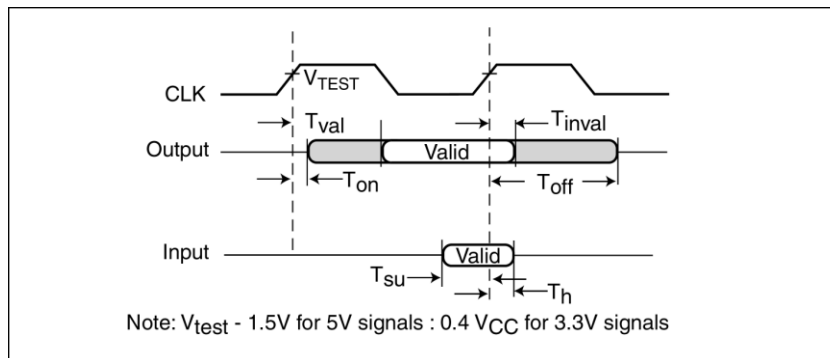 VTEST
CLK
Tval
Tinval
Output
Valid
Ton
Toff
Input
Valid
Tsu
Th
Note: Vtest - 1.5V for 5V signals : 0.4 VCC for 3.3V signals